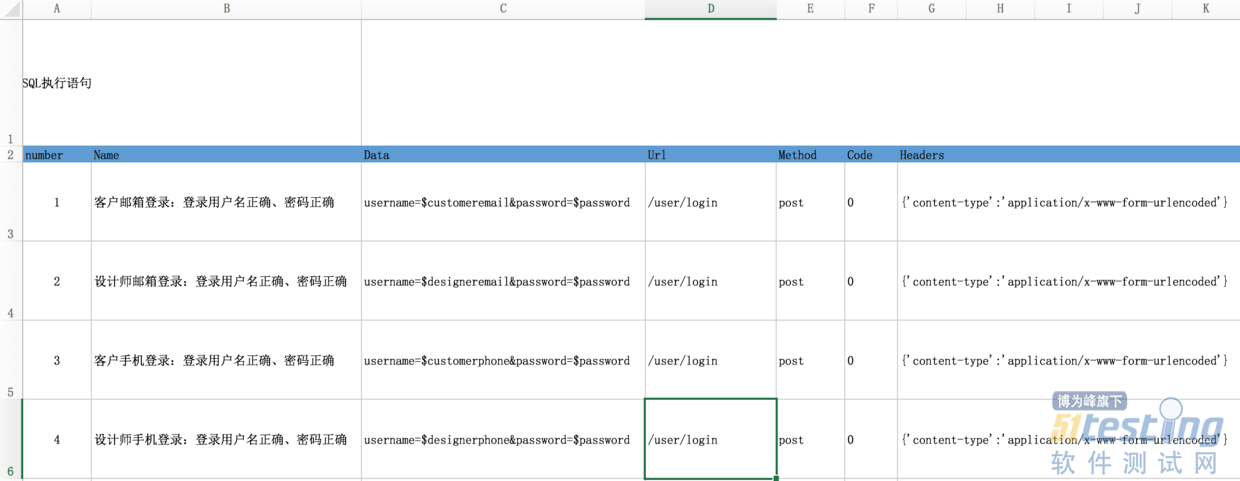 A B C D E F G H I J K
SQL执行语句
1
2 number Name Data Url Method Code Headers
1 客户邮箱登录：登录用户名正确、密码正确 username=$customeremail&password=$password /user/login post 0 {'content-type':'application/x-www-form-urlencoded'}
3
2 设计师邮箱登录：登录用户名正确、密码正确 username=$designeremail&password=$password /user/login post 0 {'content-type':'application/x-www-form-urlencoded'}
4
3 客户手机登录：登录用户名正确、密码正确 username=$customerphone&password=$password /user/login post 0 {'content-type':'application/x-www-form-urlencoded'}
5
博为峰旗下
4 设计师手机登录：登录用户名正确、密码正确 username=$designerphone&password=$password /user/login post 0 {'content-type':'application/x-www-form-urlencoded'}
51testing
软件测试网
6